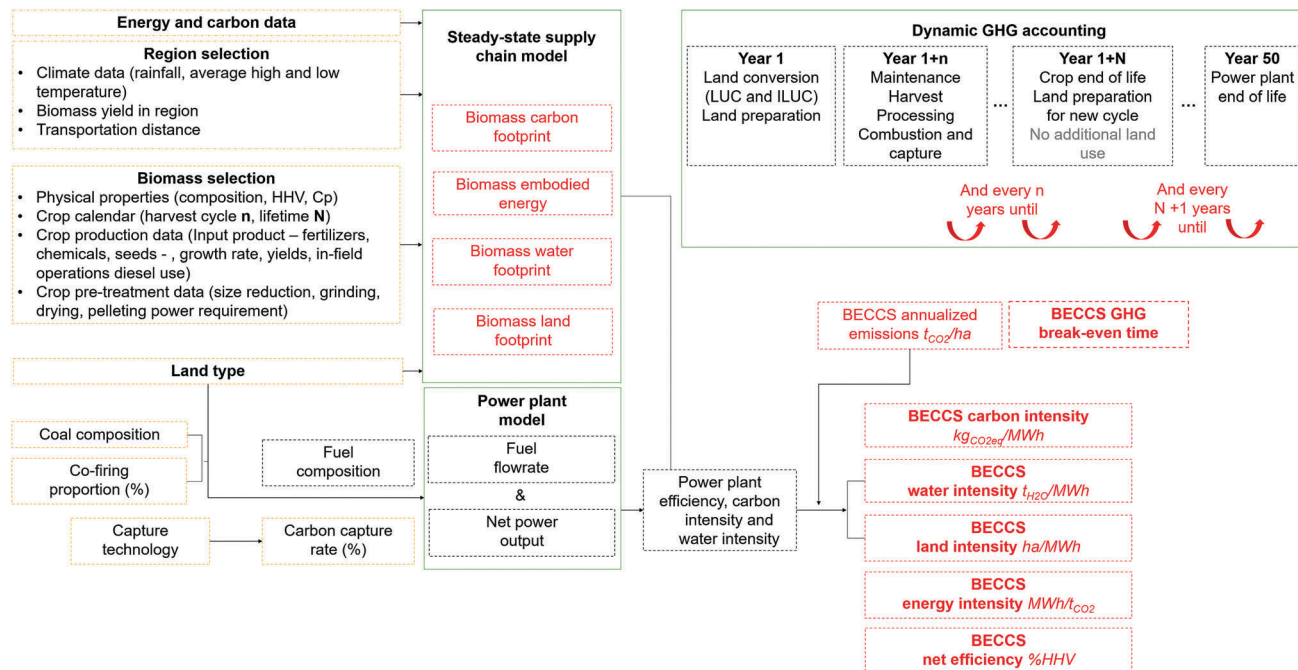 Energy and carbon data
Region selection
• Climate data (rainfall, average high and low
temperature)
• Biomass yield in region
• Transportation distance
Biomass selection
• Physical properties (composition, HHV, Cp)
• Crop calendar (harvest cycle n, lifetime N)
• Crop production data (Input product – fertilizers,
chemicals, seeds - , growth rate, yields, in-field
operations diesel use)
• Crop pre-treatment data (size reduction, grinding,
drying, pelleting power requirement)
Land type
Coal composition
Co-firing
proportion (%)
Capture
technology
Fuel
composition
Carbon capture
rate (%)
Steady-state supply
chain model
Biomass carbon
footprint
Biomass embodied
energy
Biomass water
footprint
Biomass land
footprint
Power plant
model
Fuel
flowrate
&
Net power
output
Power plant
efficiency, carbon
intensity and
water intensity
Dynamic GHG accounting
Year 1
Land conversion
(LUC and ILUC)
Land preparation
Year 1+n
Maintenance
Harvest
Processing
Combustion and
capture
...
Year 1+N
Crop end of life
Land preparation
for new cycle
No additional land
use
...
Year 50
Power plant
end of life
And every n
years until
And every
N +1 years
until
BECCS annualized
emissions t_CO2/ha
BECCS GHG
break-even time
BECCS carbon intensity
kg_CO2eq/MWh
BECCS
water intensity t_H2O/MWh
BECCS
land intensity ha/MWh
BECCS
energy intensity MWh/t_CO2
BECCS
net efficiency %HHV